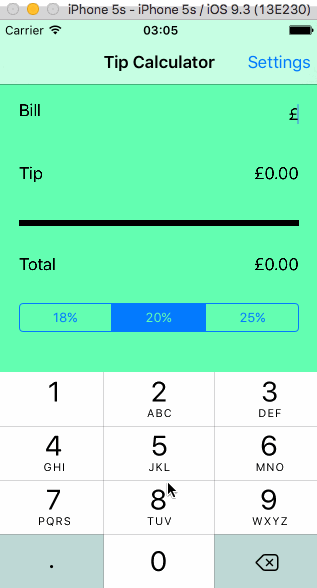 iPhone 5s - iPhone 5s / iOS 9.3 (13E230)
Carrier 03:05
Tip Calculator Settings
Bill £
Tip £0.00
Total £0.00
18% 20% 25%
1 2 3
ABC DEF
4 5 6
GHI JKL MNO
7 8 9
PQRS TUV WXYZ
. 0